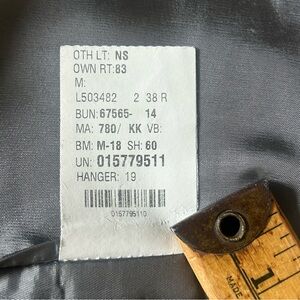 OTH LT: NS
OWN RT:83
M:
L503482 2 38 R
BUN:67565- 14
MA: 780/ KK VB:
BM: M-18 SH: 60
UN: 015779511
HANGER: 19
0157795110
1
MADE